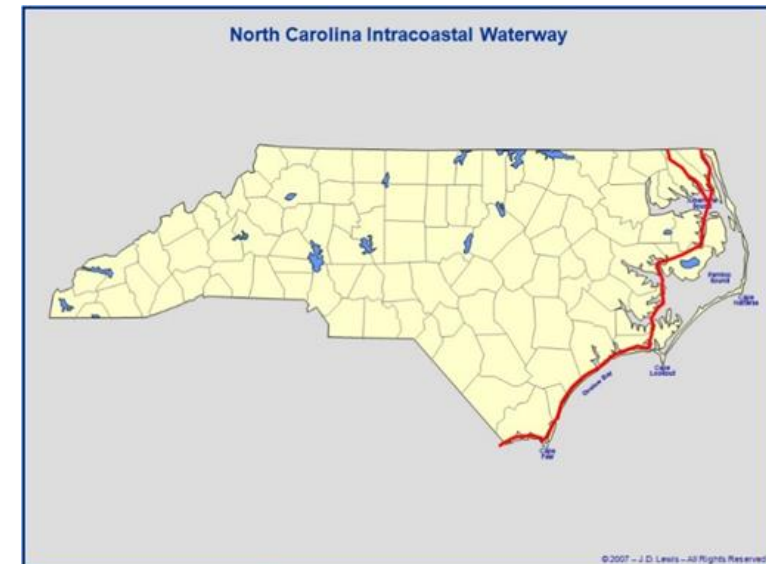 North Carolina Intracoastal Waterway
Sound
Pamlico
Sound
Cape
Hatteras
Cape
Lookout
Onslow Bay
Cape
Fear
©2007 – J.D. Lewis – All Rights Reserved